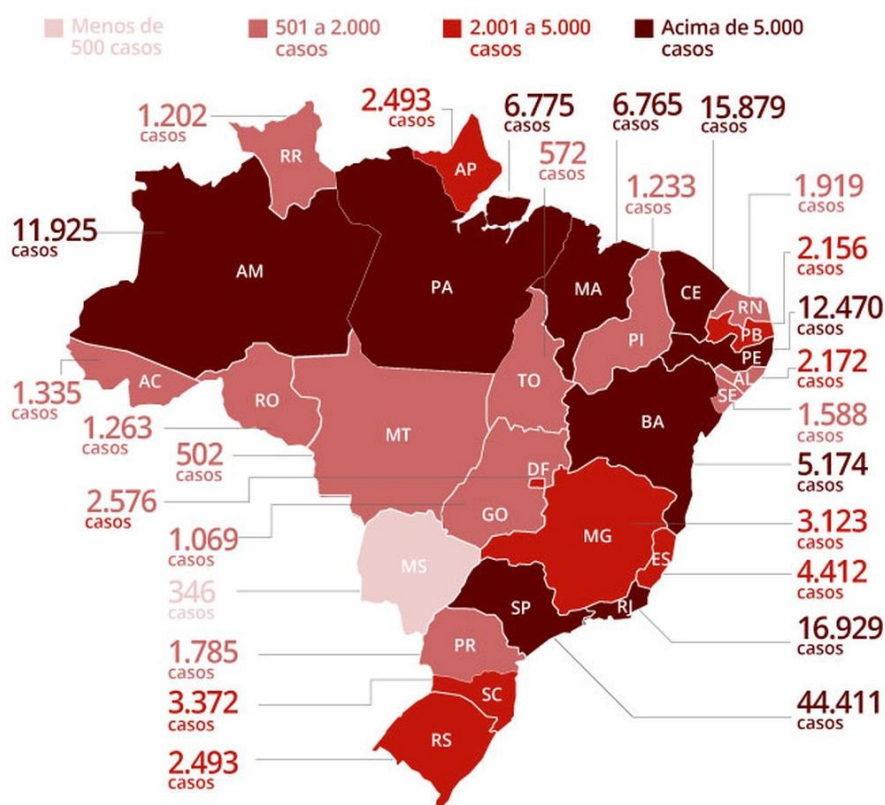 Menos de
500 casos
501 a 2.000
casos
2.001 a 5.000
casos
Acima de 5.000
casos
1.202
casos
2.493
casos
6.775
casos
6.765
casos
15.879
casos
572
casos
1.233
casos
1.919
casos
11.925
casos
2.156
casos
12.470
casos
2.172
casos
1.335
casos
1.588
casos
1.263
casos
502
casos
5.174
casos
2.576
casos
3.123
casos
1.069
casos
4.412
casos
346
casos
16.929
casos
1.785
casos
3.372
casos
44.411
casos
2.493
casos
RR
AP
AM
PA
MA
CE
RN
PB
PE
PI
AL
SE
AC
RO
TO
MT
BA
DF
GO
MG
ES
MS
SP
RJ
PR
SC
RS